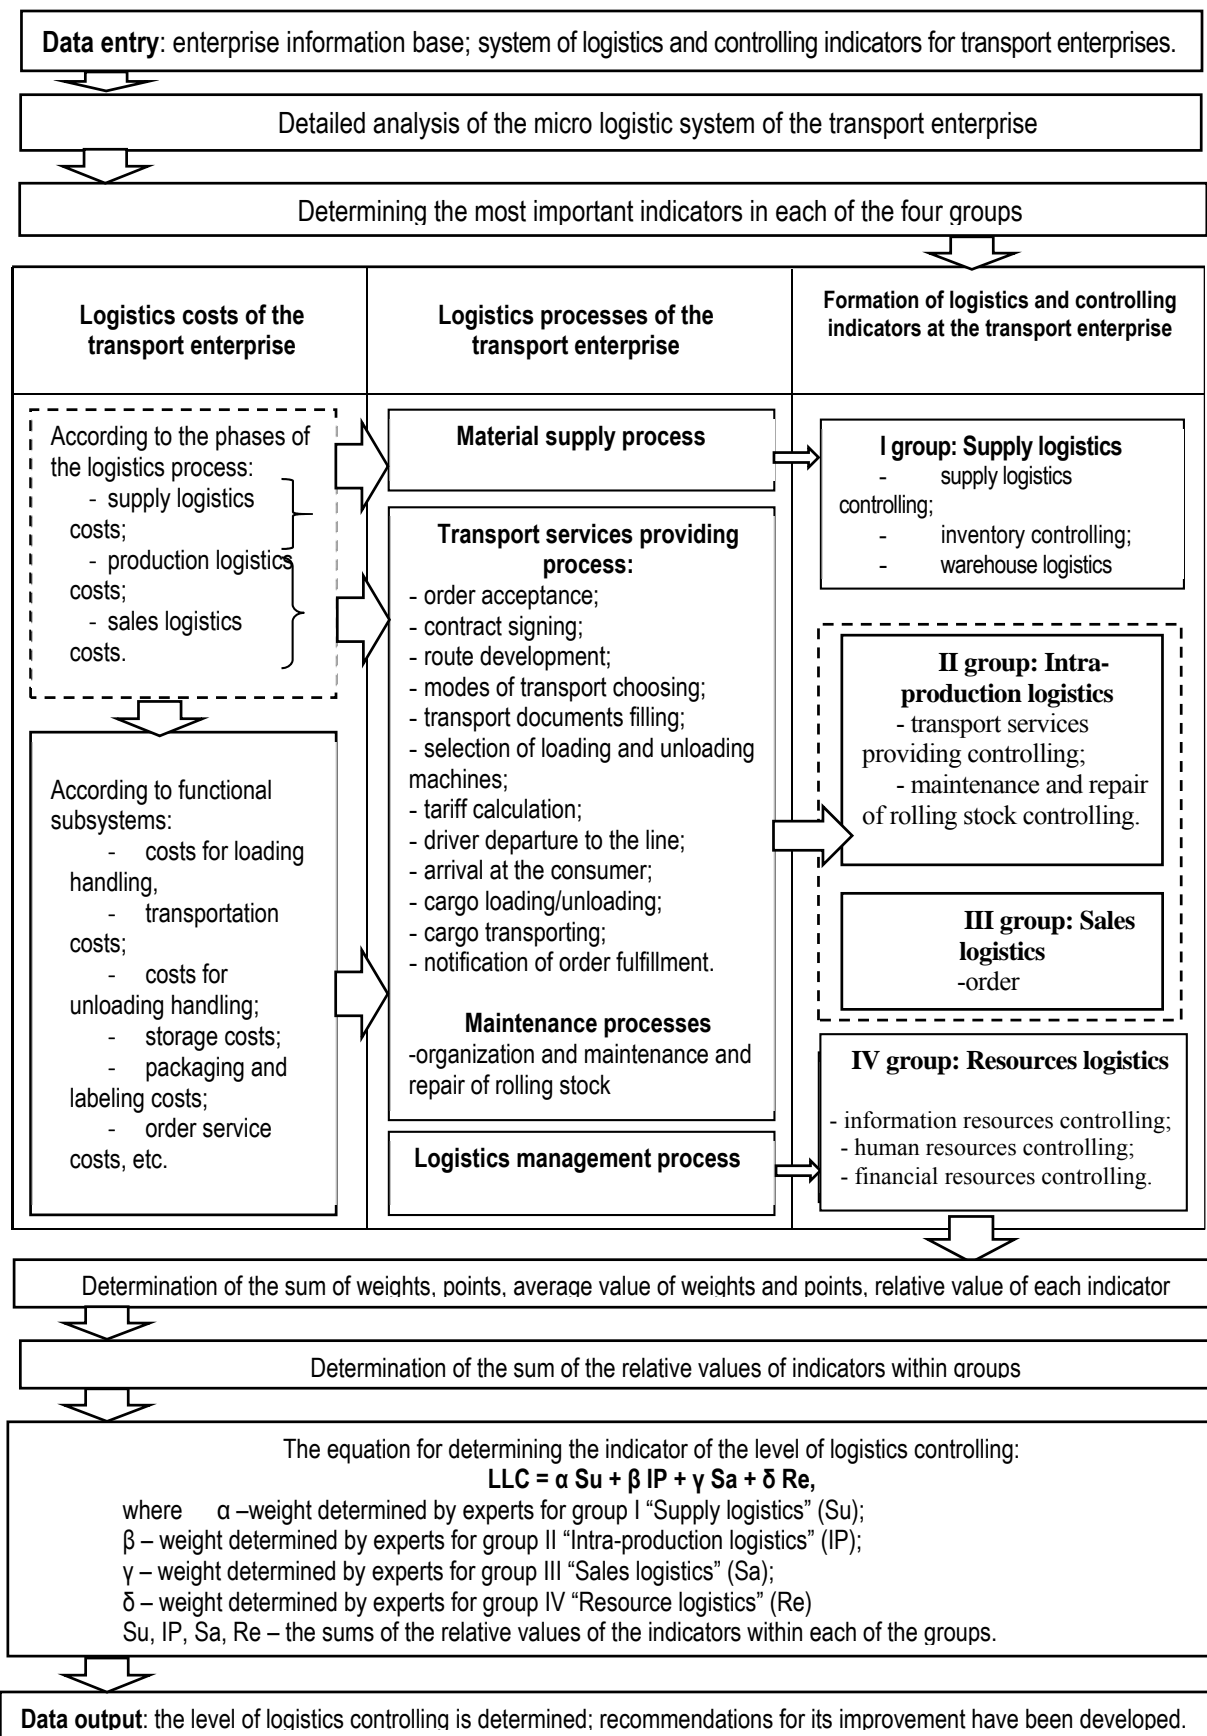 Data entry: enterprise information base; system of logistics and controlling indicators for transport enterprises.
Detailed analysis of the micro logistic system of the transport enterprise
Determining the most important indicators in each of the four groups
Logistics costs of the
transport enterprise
Logistics processes of the
transport enterprise
Formation of logistics and controlling
indicators at the transport enterprise
According to the phases of
the logistics process:
- supply logistics
costs;
- production logistics
costs;
- sales logistics
costs.
According to functional
subsystems:
- costs for loading
handling,
- transportation
costs;
- costs for
unloading handling;
- storage costs;
- packaging and
labeling costs;
- order service
costs, etc.
Material supply process
Transport services providing
process:
- order acceptance;
- contract signing;
- route development;
- modes of transport choosing;
- transport documents filling;
- selection of loading and unloading
machines;
- tariff calculation;
- driver departure to the line;
- arrival at the consumer;
- cargo loading/unloading;
- cargo transporting;
- notification of order fulfillment.
Maintenance processes
-organization and maintenance and
repair of rolling stock
Logistics management process
I group: Supply logistics
- supply logistics
controlling;
- inventory controlling;
- warehouse logistics
II group: Intra-
production logistics
- transport services
providing controlling;
- maintenance and repair
of rolling stock controlling.
III group: Sales
logistics
-order
IV group: Resources logistics
- information resources controlling;
- human resources controlling;
- financial resources controlling.
Determination of the sum of weights, points, average value of weights and points, relative value of each indicator
Determination of the sum of the relative values of indicators within groups
The equation for determining the indicator of the level of logistics controlling:
LLC = α Su + β IP + γ Sa + δ Re,
where α –weight determined by experts for group I “Supply logistics” (Su);
β – weight determined by experts for group II “Intra-production logistics” (IP);
γ – weight determined by experts for group III “Sales logistics” (Sa);
δ – weight determined by experts for group IV “Resource logistics” (Re)
Su, IP, Sa, Re – the sums of the relative values of the indicators within each of the groups.
Data output: the level of logistics controlling is determined; recommendations for its improvement have been developed.